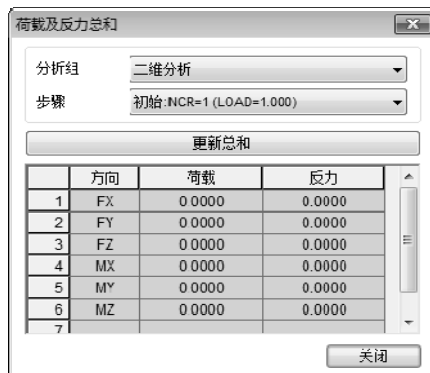 荷载及反力总和
分析组 二维分析
步骤 初始:INCR=1 (LOAD=1.000)
更新总和
方向 荷载 反力
1 FX 0.0000 0.0000
2 FY 0.0000 0.0000
3 FZ 0.0000 0.0000
4 MX 0.0000 0.0000
5 MY 0.0000 0.0000
6 MZ 0.0000 0.0000
7
关闭